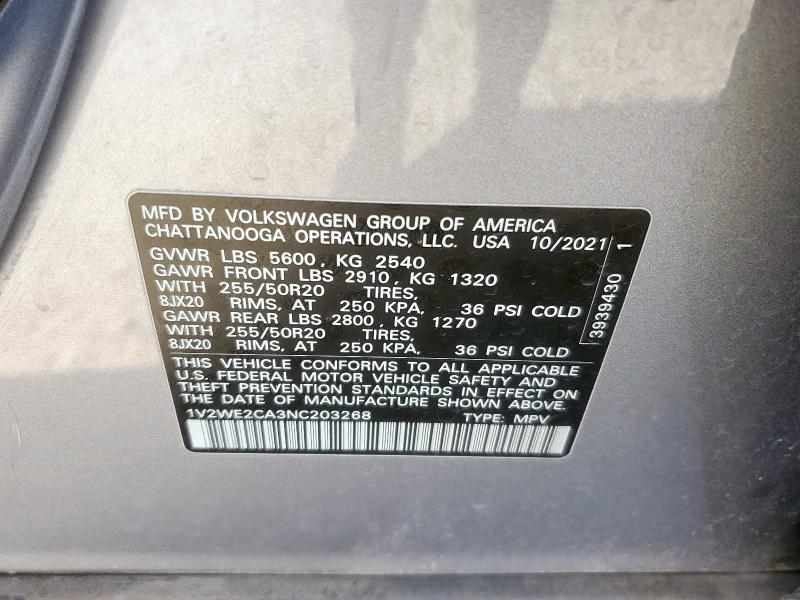 MFD BY VOLKSWAGEN GROUP OF AMERICA
CHATTANOOGA OPERATIONS, LLC. USA 10/2021
GVWR LBS 5600, KG 2540
GAWR FRONT LBS 2910, KG 1320
WITH 255/50R20 TIRES,
8JX20 RIMS, AT 250 KPA, 36 PSI COLD
GAWR REAR LBS 2800, KG 1270
WITH 255/50R20 TIRES,
8JX20 RIMS, AT 250 KPA, 36 PSI COLD
THIS VEHICLE CONFORMS TO ALL APPLICABLE
U.S. FEDERAL MOTOR VEHICLE SAFETY AND
THEFT PREVENTION STANDARDS IN EFFECT ON
THE DATE OF MANUFACTURE SHOWN ABOVE.
1V2WE2CA3NC203268 TYPE: MPV
3939430 1